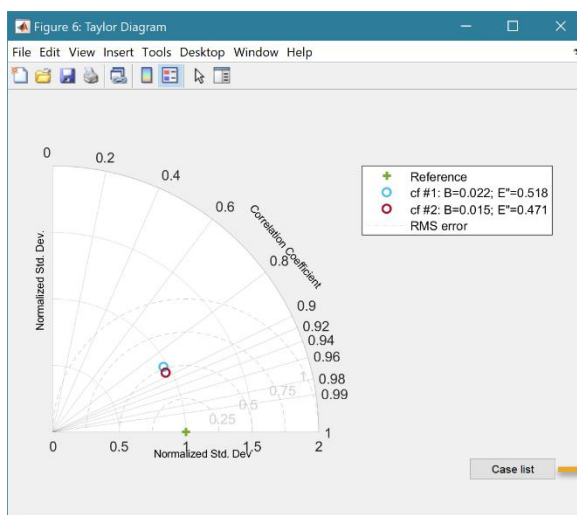 Figure 6: Taylor Diagram
File Edit View Insert Tools Desktop Window Help
0
0.2
0.4
0.6
Correlation Coefficient
0.8
0.9
0.92
0.94
0.96
0.98
0.99
1
Normalized Std. Dev.
1
0.75
0.5
0.25
0 0.5 1 1.5 2
Normalized Std. Dev.
Reference
cf #1: B=0.022; E"=0.518
cf #2: B=0.015; E"=0.471
RMS error
Case list